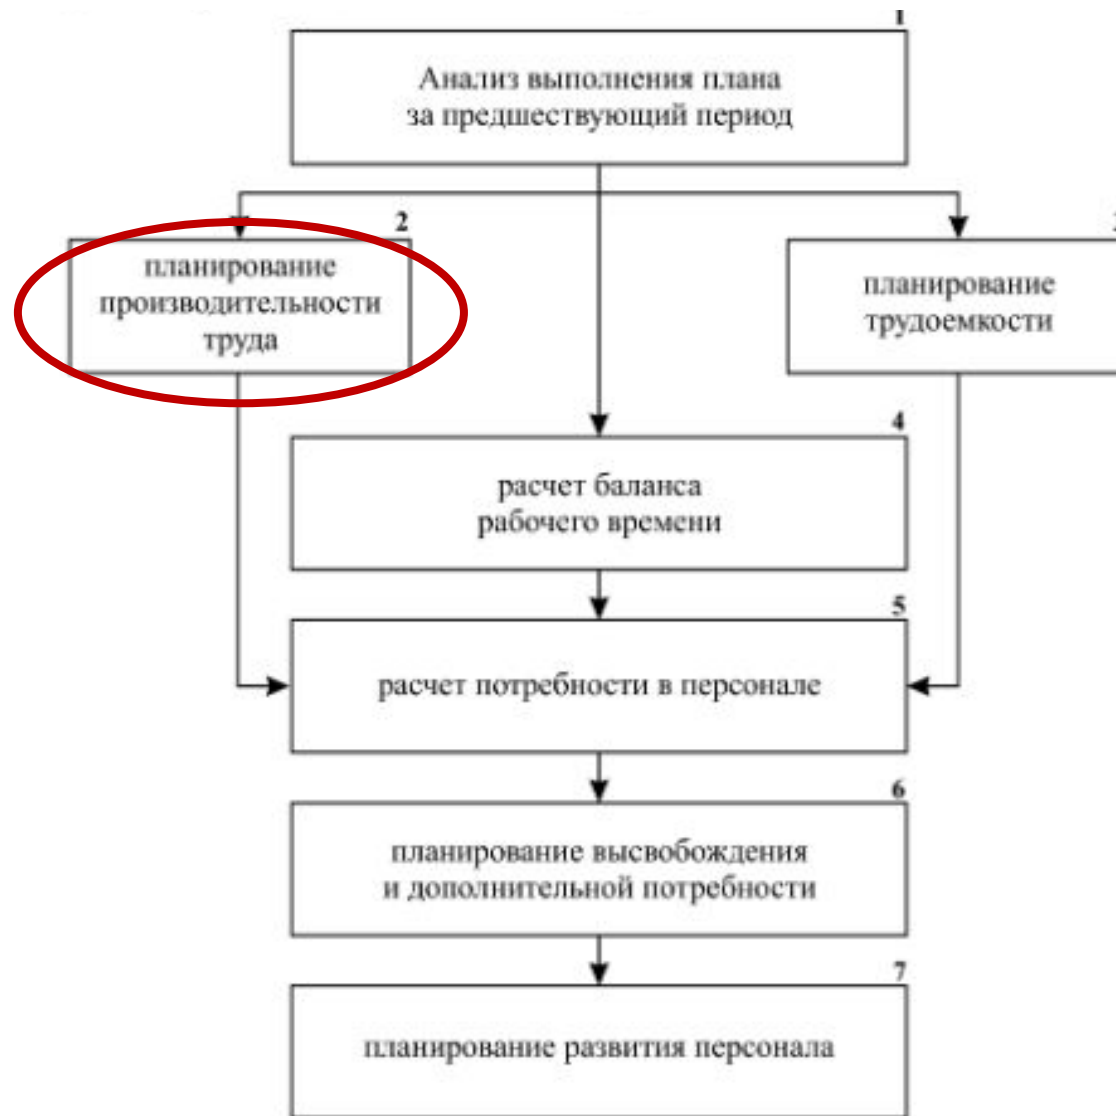 1
Анализ выполнения плана
за предшествующий период
2
планирование
производительности
труда
планирование
трудоемкости
4
расчет баланса
рабочего времени
5
расчет потребности в персонале
6
планирование высвобождения
и дополнительной потребности
7
планирование развития персонала